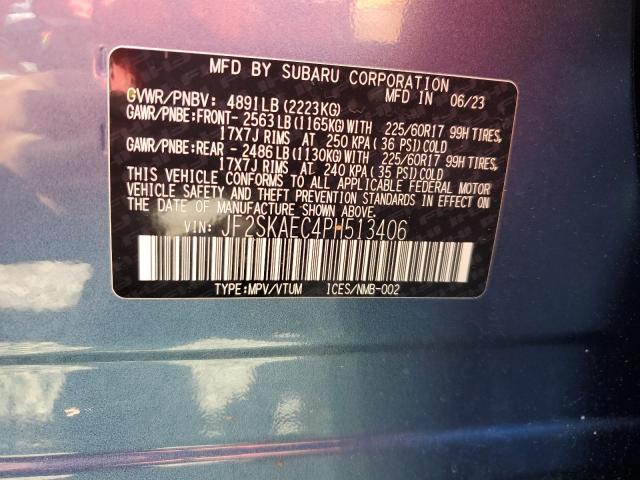 MFD BY SUBARU CORPORATION
GVWR/PNBV: 4891LB (2223KG) MFD IN 06/23
GAWR/PNBE:FRONT- 2563LB(1165KG)WITH 225/60R17 99H TIRES,
17X7J RIMS AT 250 KPA (36 PSI)COLD
GAWR/PNBE:REAR - 2486LB(1130KG)WITH 225/60R17 99H TIRES,
17X7J RIMS AT 240 KPA (35 PSI)COLD
THIS VEHICLE CONFORMS TO ALL APPLICABLE FEDERAL MOTOR
VEHICLE SAFETY AND THEFT PREVENTION STANDARDS IN EFFECT ON
THE DATE OF MANUFACTURE SHOWN ABOVE.
VIN: JF2SKAEC4PH513406
TYPE:MPV/VTUM ICES/NMB-002